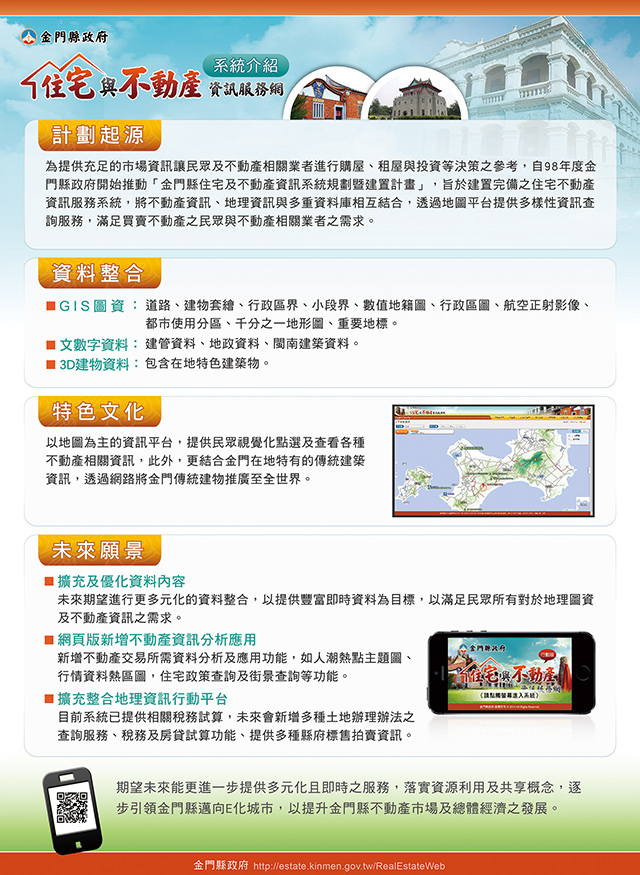 金門縣政府
系統介紹
住宅與不動產 資訊服務網
計劃起源
為提供充足的市場資訊讓民眾及不動產相關業者進行購屋、租屋與投資等決策之參考，自98年度金
門縣政府開始推動「金門縣住宅及不動產資訊系統規劃暨建置計畫」，旨於建置完備之住宅不動產
資訊服務系統，將不動產資訊、地理資訊與多重資料庫相互結合，透過地圖平台提供多樣性資訊查
詢服務，滿足買賣不動產之民眾與不動產相關業者之需求。
資料整合
■GIS圖資：道路、建物套繪、行政區界、小段界、數值地籍圖、行政區圖、航空正射影像、
都市使用分區、千分之一地形圖、重要地標。
■文數字資料：建管資料、地政資料、閩南建築資料。
■3D建物資料：包含在地特色建築物。
特色文化
以地圖為主的資訊平台，提供民眾視覺化點選及查看各種
不動產相關資訊，此外，更結合金門在地特有的傳統建築
資訊，透過網路將金門傳統建物推廣至全世界。
未來願景
■擴充及優化資料內容
未來期望進行更多元化的資料整合，以提供豐富即時資料為目標，以滿足民眾所有對於地理圖資
及不動產資訊之需求。
■網頁版新增不動產資訊分析應用
新增不動產交易所需資料分析及應用功能，如人潮熱點主題圖、
行情資料熱區圖，住宅政策查詢及街景查詢等功能。
■擴充整合地理資訊行動平台
目前系統已提供相關稅務試算，未來會新增多種土地辦理辦法之
查詢服務、稅務及房貸試算功能、提供多種縣府標售拍賣資訊。
金門縣政府
行動版
住宅與不動產
資訊服務網
（請點觸螢幕進入系統）
期望未來能更進一步提供多元化且即時之服務，落實資源利用及共享概念，逐
步引領金門縣邁向E化城市，以提升金門縣不動產市場及總體經濟之發展。
金門縣政府 http://estate.kinmen.gov.tw/RealEstateWeb